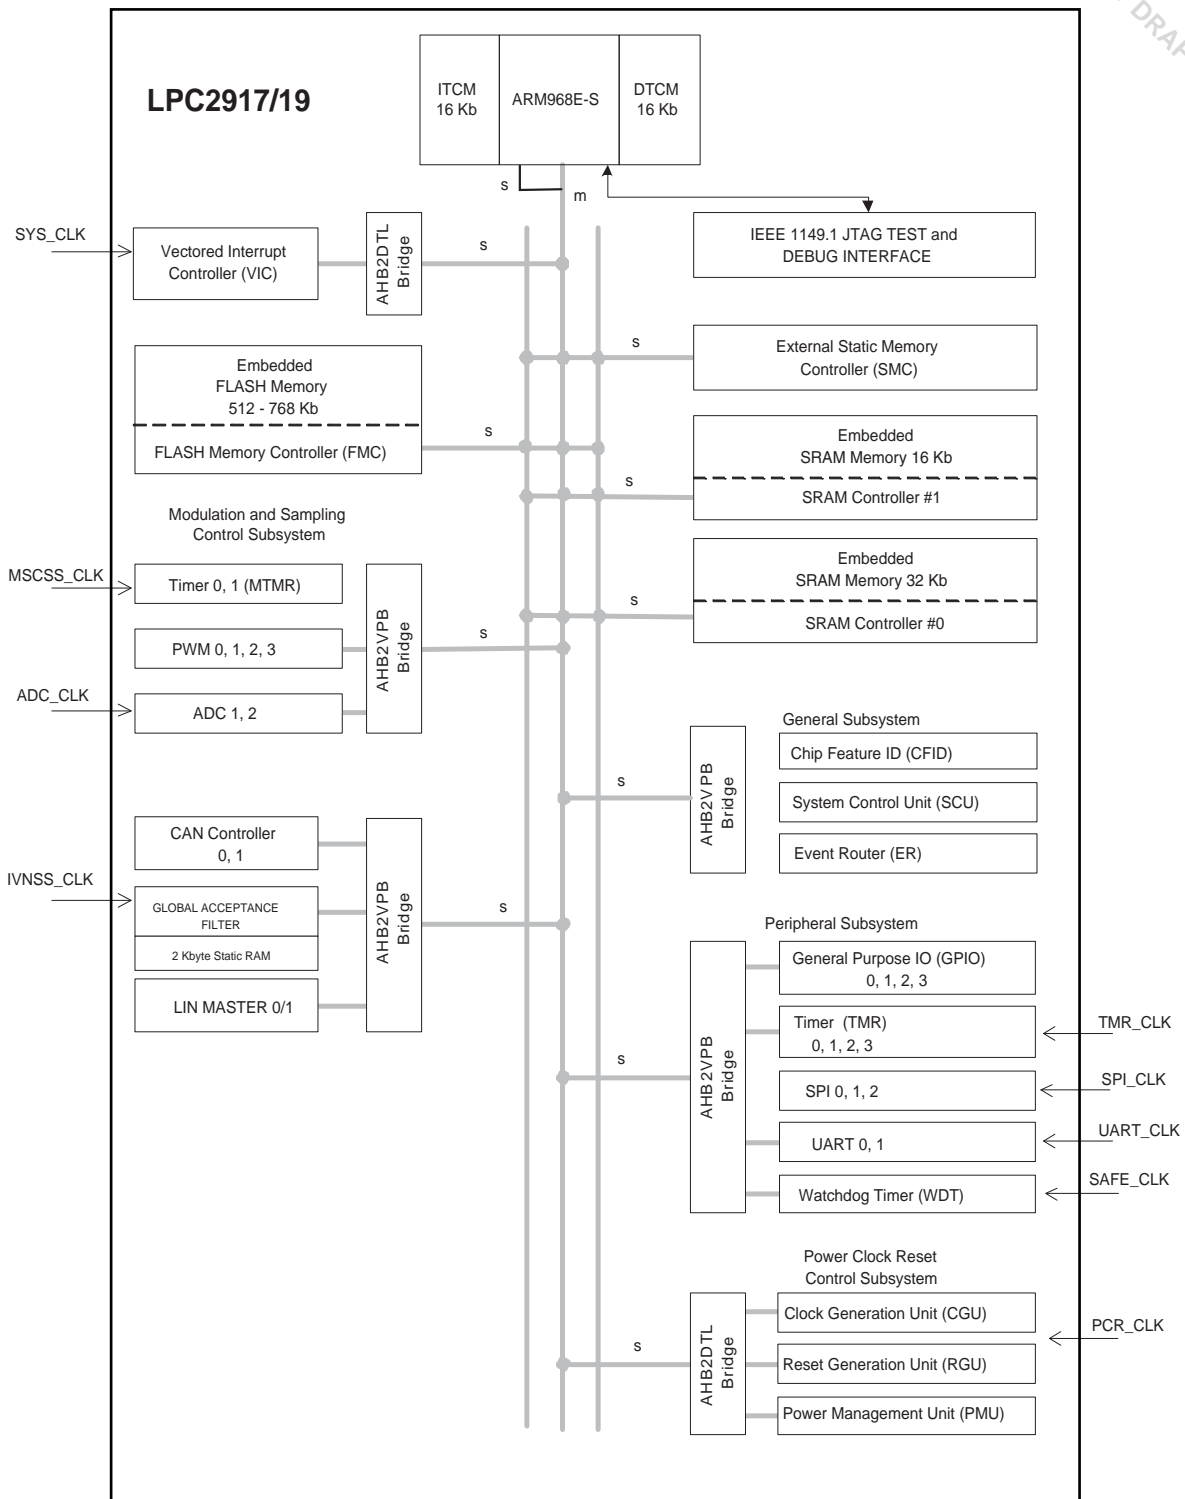 DRAF
LPC2917/19
ITCM
16 Kb
ARM968E-S
DTCM
16 Kb
s
m
SYS_CLK
Vectored Interrupt
Controller (VIC)
AHB2DTL
Bridge
s
IEEE 1149.1 JTAG TEST and
DEBUG INTERFACE
s
External Static Memory
Controller (SMC)
Embedded
FLASH Memory
512 - 768 Kb
FLASH Memory Controller (FMC)
s
Embedded
SRAM Memory 16 Kb
s
SRAM Controller #1
Modulation and Sampling
Control Subsystem
MSCSS_CLK
Timer 0, 1 (MTMR)
PWM 0, 1, 2, 3
ADC_CLK
ADC 1, 2
AHB2VPB
Bridge
s
Embedded
SRAM Memory 32 Kb
s
SRAM Controller #0
General Subsystem
s
AHB2VPB
Bridge
Chip Feature ID (CFID)
System Control Unit (SCU)
Event Router (ER)
CAN Controller
0, 1
IVNSS_CLK
GLOBAL ACCEPTANCE
FILTER
2 Kbyte Static RAM
LIN MASTER 0/1
AHB2VPB
Bridge
s
Peripheral Subsystem
s
AHB2VPB
Bridge
General Purpose IO (GPIO)
0, 1, 2, 3
Timer (TMR)
0, 1, 2, 3
TMR_CLK
SPI 0, 1, 2
SPI_CLK
UART 0, 1
UART_CLK
Watchdog Timer (WDT)
SAFE_CLK
Power Clock Reset
Control Subsystem
s
AHB2DTL
Bridge
Clock Generation Unit (CGU)
PCR_CLK
Reset Generation Unit (RGU)
Power Management Unit (PMU)